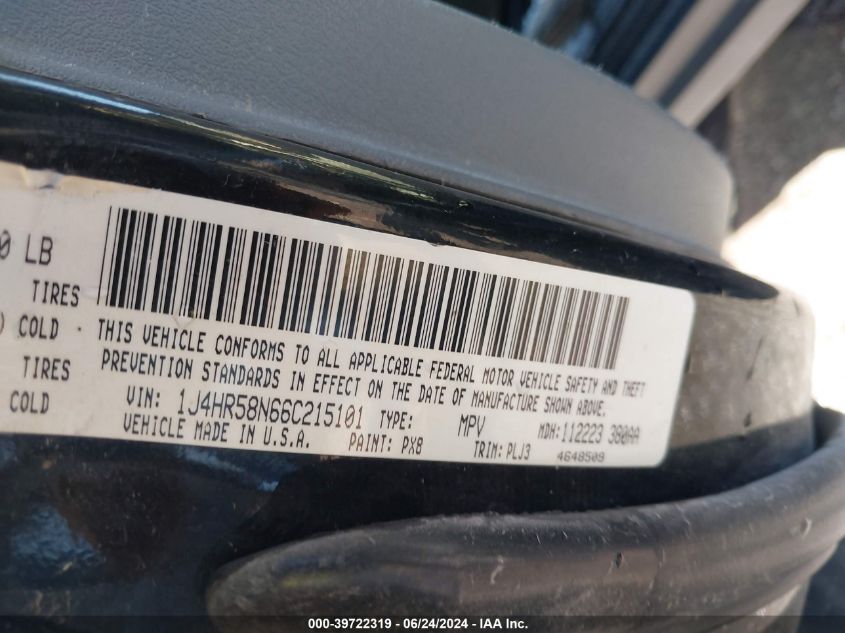 0 LB
TIRES
) COLD
TIRES
COLD
THIS VEHICLE CONFORMS TO ALL APPLICABLE FEDERAL MOTOR VEHICLE SAFETY AND THEFT
PREVENTION STANDARDS IN EFFECT ON THE DATE OF MANUFACTURE SHOWN ABOVE.
VIN: 1J4HR58N66C215101 TYPE: MPV MDH: 112223 380AA
VEHICLE MADE IN U.S.A. PAINT: PX8 TRIM: PLJ3 4648509
000-39722319 - 06/24/2024 - IAA Inc.